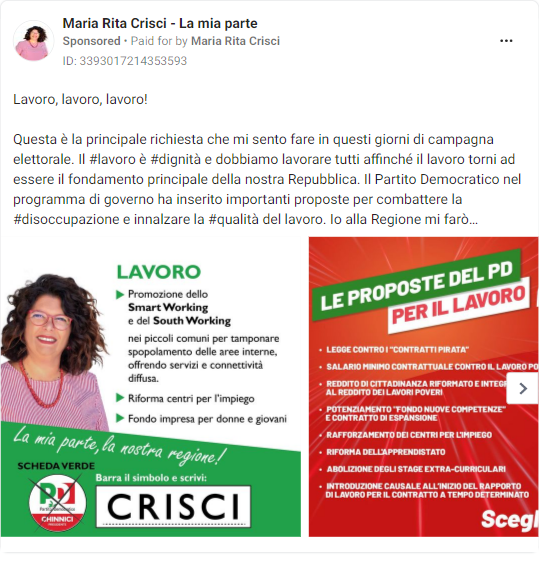 Maria Rita Crisci - La mia parte
Sponsored • Paid for by Maria Rita Crisci
ID: 3393017214353593
Lavoro, lavoro, lavoro!
Questa è la principale richiesta che mi sento fare in questi giorni di campagna
elettorale. Il #lavoro è #dignità e dobbiamo lavorare tutti affinché il lavoro torni ad
essere il fondamento principale della nostra Repubblica. Il Partito Democratico nel
programma di governo ha inserito importanti proposte per combattere la
#disoccupazione e innalzare la #qualità del lavoro. Io alla Regione mi farò...
LAVORO
Promozione dello
Smart Working
e del South Working
nei piccoli comuni per tamponare
spopolamento delle aree interne,
offrendo servizi e connettività
diffusa.
Riforma centri per l'impiego
Fondo impresa per donne e giovani
La mia parte, la nostra regione!
SCHEDA VERDE
PD
Partito Democratico
CHINNICI
PRESIDENTE
Barra il simbolo e scrivi:
CRISCI
LE PROPOSTE DEL PD
PER IL LAVORO
• LEGGE CONTRO I "CONTRATTI PIRATA"
• SALARIO MINIMO CONTRATTUALE CONTRO IL LAVORO PO
• REDDITO DI CITTADINANZA RIFORMATO E INTEG
AL REDDITO DEI LAVORI POVERI
• POTENZIAMENTO "FONDO NUOVE COMPETENZE"
E CONTRATTO DI ESPANSIONE
• RAFFORZAMENTO DEI CENTRI PER L'IMPIEGO
• RIFORMA DELL'APPRENDISTATO
• ABOLIZIONE DEGLI STAGE EXTRA-CURRICULARI
• INTRODUZIONE CAUSALE ALL'INIZIO DEL RAPPORTO
DI LAVORO PER IL CONTRATTO A TEMPO DETERMINATO
Scegl